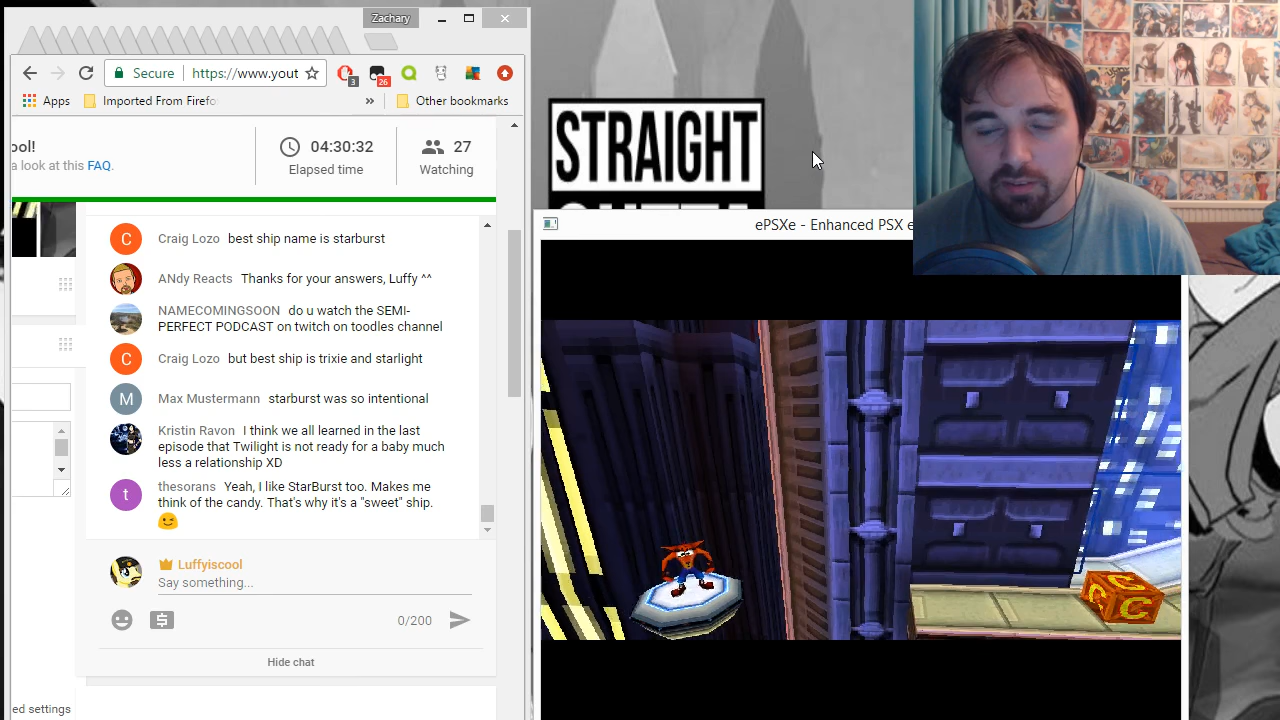 Zachary
Secure https://www.yout
3
26
Apps Imported From Firefo » Other bookmarks
ool!
a look at this FAQ.
04:30:32
Elapsed time
27
Watching
Craig Lozo best ship name is starburst
ANdy Reacts Thanks for your answers, Luffy ^^
NAMECOMINGSOON do u watch the SEMI-
PERFECT PODCAST on twitch on toodles channel
Craig Lozo but best ship is trixie and starlight
Max Mustermann starburst was so intentional
Kristin Ravon I think we all learned in the last
episode that Twilight is not ready for a baby much
less a relationship XD
thesorans Yeah, I like StarBurst too. Makes me
think of the candy. That's why it's a "sweet" ship.
Luffyiscool
Say something...
0/200
Hide chat
ed settings
STRAIGHT
ePSXe - Enhanced PSX e
C
C
M
t
C
C